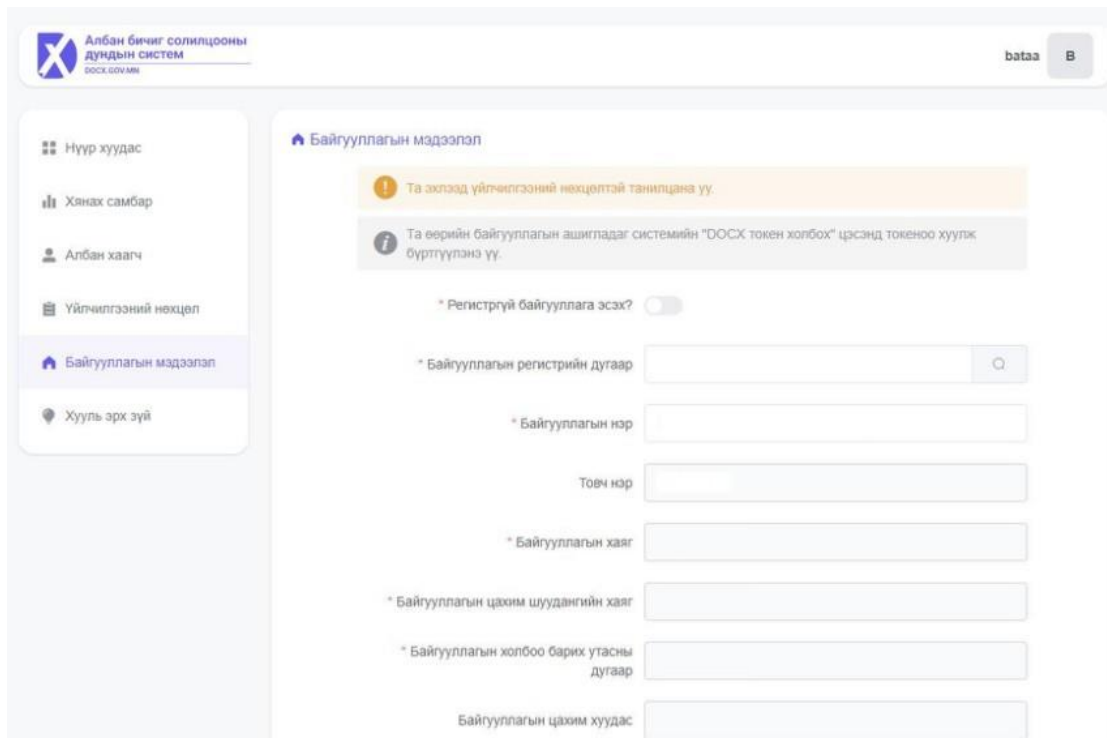 Албан бичиг солилцооны
дундын систем
DOCX.GOV.MN
bataa
B
Нүүр хуудас
Хянах самбар
Албан хаагч
Үйлчилгээний нөхцөл
Байгууллагын мэдээлэл
Хууль эрх зүй
Байгууллагын мэдээлэл
Та эхлээд үйлчилгээний нөхцөлтэй танилцана уу.
Та өөрийн байгууллагын ашигладаг системийн "DOCX токен холбох" цэсэнд токеноо хуулж
бүртгүүлнэ үү.
* Регистргүй байгууллага эсэх?
* Байгууллагын регистрийн дугаар
* Байгууллагын нэр
Товч нэр
* Байгууллагын хаяг
* Байгууллагын цахим шуудангийн хаяг
* Байгууллагын холбоо барих утасны
дугаар
Байгууллагын цахим хуудас